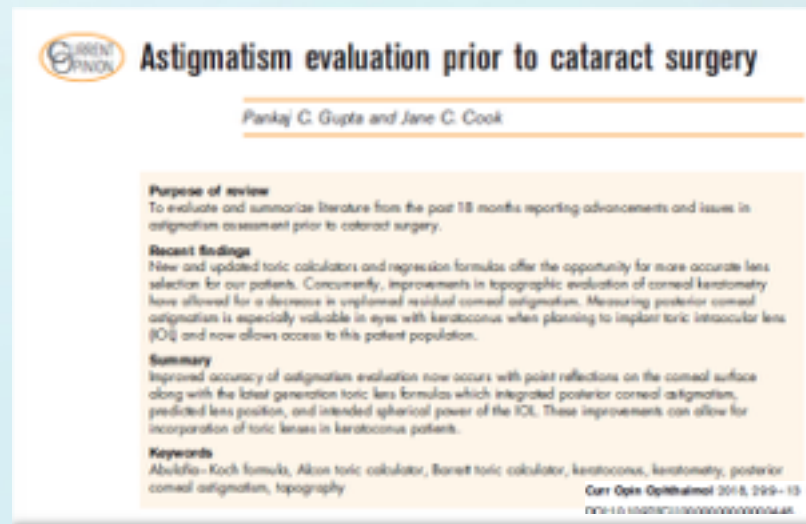 CURRENT
OPINION
Astigmatism evaluation prior to cataract surgery
Pankaj C. Gupta and Jane C. Cook
Purpose of review
To evaluate and summarize literature from the past 18 months reporting advancements and issues in
astigmatism assessment prior to cataract surgery.
Recent findings
New and updated toric calculators and regression formulas offer the opportunity for more accurate lens
selection for our patients. Concurrently, improvements in topographic evaluation of corneal keratometry
have allowed for a decrease in unplanned residual corneal astigmatism. Measuring posterior corneal
astigmatism is especially valuable in eyes with keratoconus when planning to implant toric intraocular lens
(IOL) and now allows access to this patient population.
Summary
Improved accuracy of astigmatism evaluation now occurs with point reflections on the corneal surface
along with the latest generation toric lens formulas which integrated posterior corneal astigmatism,
predicted lens position, and intended spherical power of the IOL. These improvements can allow for
incorporation of toric lenses in keratoconus patients.
Keywords
Abulafia–Koch formula, Alcon toric calculator, Barrett toric calculator, keratoconus, keratometry, posterior
corneal astigmatism, topography
Curr Opin Ophthalmol 2018, 29:9–13